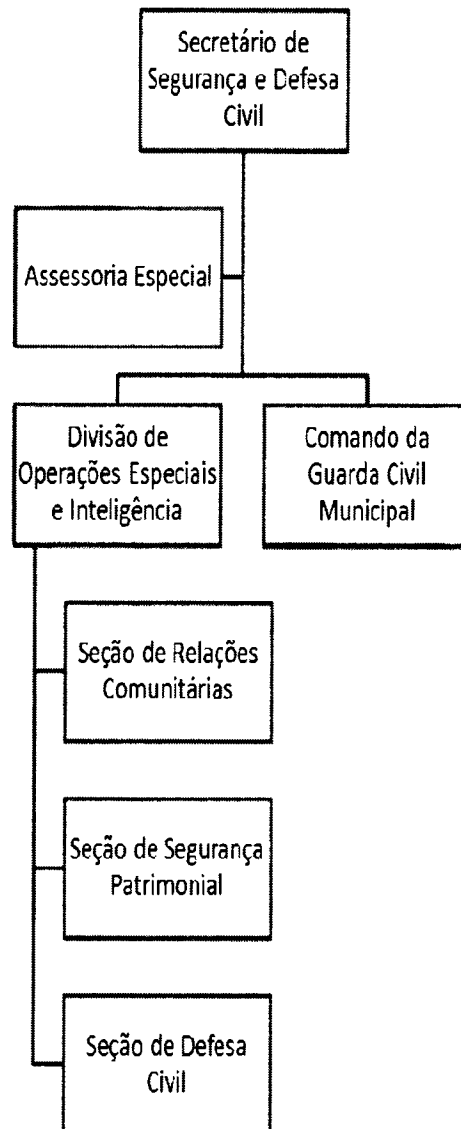 Secretário de
Segurança e Defesa
Civil
Assessoria Especial
Divisão de
Operações Especiais
e Inteligência
Comando da
Guarda Civil
Municipal
Seção de Relações
Comunitárias
Seção de Segurança
Patrimonial
Seção de Defesa
Civil